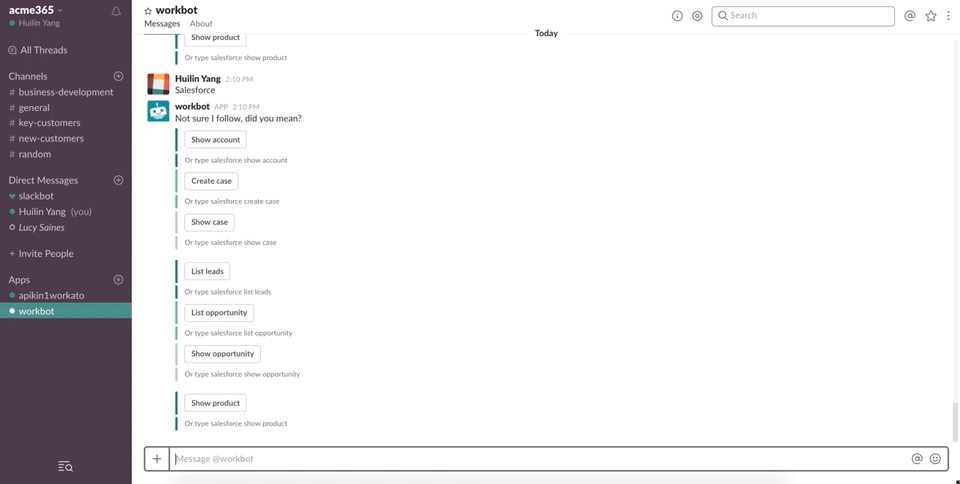 acme365
Huilin Yang
All Threads
Channels
# business-development
# general
# key-customers
# new-customers
# random
Direct Messages
slackbot
Huilin Yang (you)
Lucy Saines
+ Invite People
Apps
apikin1workato
workbot
workbot
Messages About
Search
Today
Show product
Or type salesforce show product
Huilin Yang 2:10 PM
Salesforce
workbot APP 2:10 PM
Not sure I follow, did you mean?
Show account
Or type salesforce show account
Create case
Or type salesforce create case
Show case
Or type salesforce show case
List leads
Or type salesforce list leads
List opportunity
Or type salesforce list opportunity
Show opportunity
Or type salesforce show opportunity
Show product
Or type salesforce show product
Message @workbot